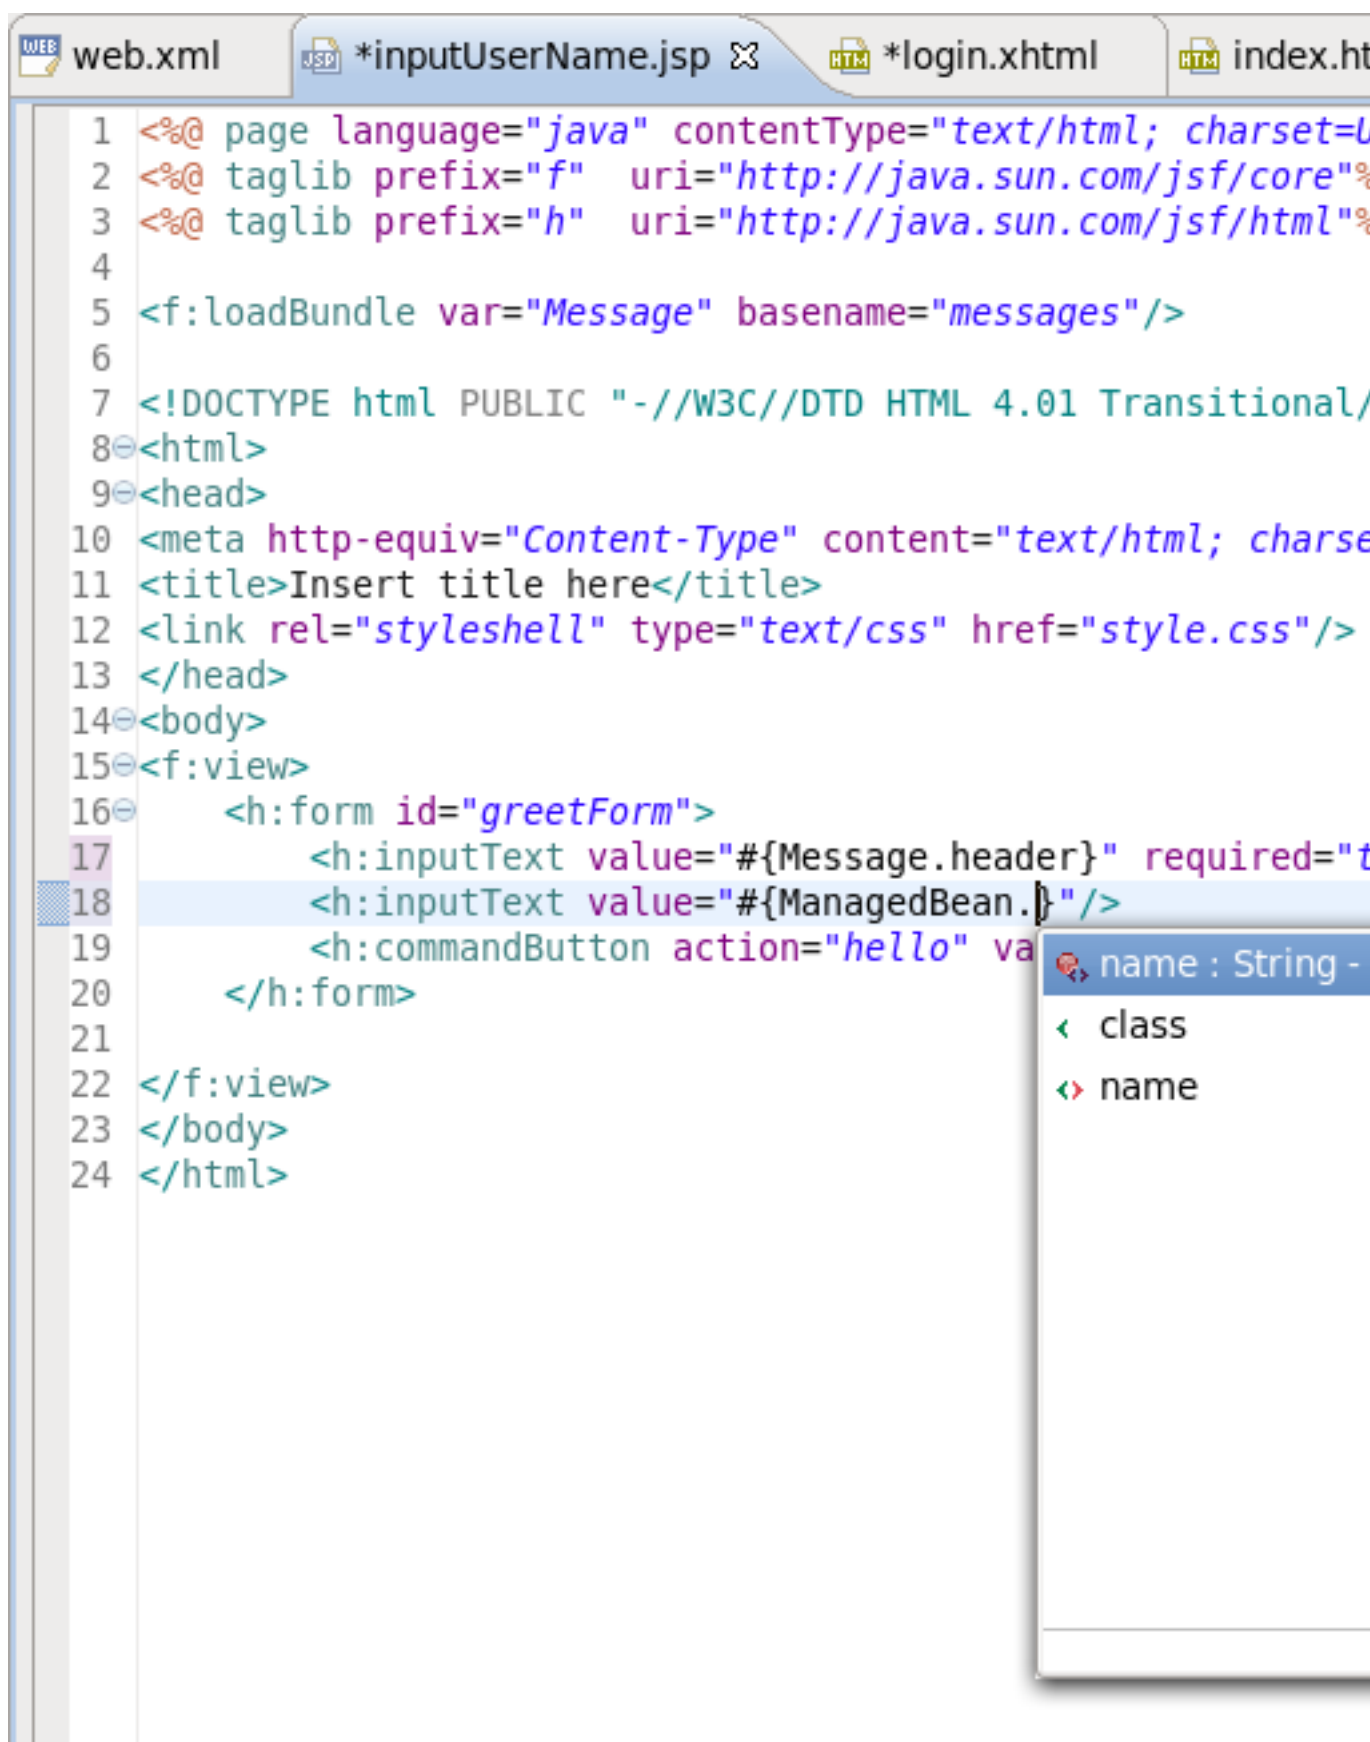 web.xml *inputUserName.jsp *login.xhtml index.ht
1 <%@ page language="java" contentType="text/html; charset=U
2 <%@ taglib prefix="f"  uri="http://java.sun.com/jsf/core"%
3 <%@ taglib prefix="h"  uri="http://java.sun.com/jsf/html"%
4
5 <f:loadBundle var="Message" basename="messages"/>
6
7 <!DOCTYPE html PUBLIC "-//W3C//DTD HTML 4.01 Transitional/
8 <html>
9 <head>
10 <meta http-equiv="Content-Type" content="text/html; charse
11 <title>Insert title here</title>
12 <link rel="styleshell" type="text/css" href="style.css"/>
13 </head>
14 <body>
15 <f:view>
16     <h:form id="greetForm">
17         <h:inputText value="#{Message.header}" required="t
18         <h:inputText value="#{ManagedBean.}"/>
19         <h:commandButton action="hello" va
20     </h:form>
21
22 </f:view>
23 </body>
24 </html>
name : String -
class
name